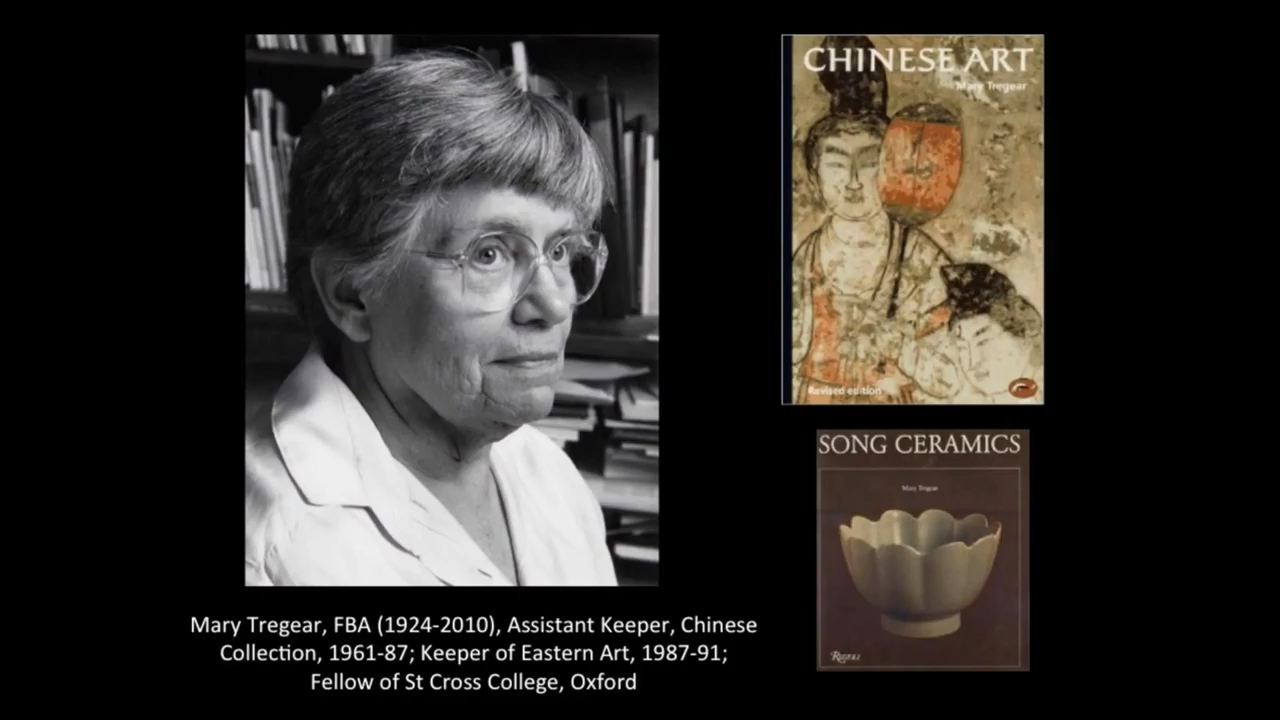 CHINESE ART
Mary Tregear
Revised edition
SONG CERAMICS
Mary Tregear
Rizzoli
Mary Tregear, FBA (1924-2010), Assistant Keeper, Chinese
Collection, 1961-87; Keeper of Eastern Art, 1987-91;
Fellow of St Cross College, Oxford